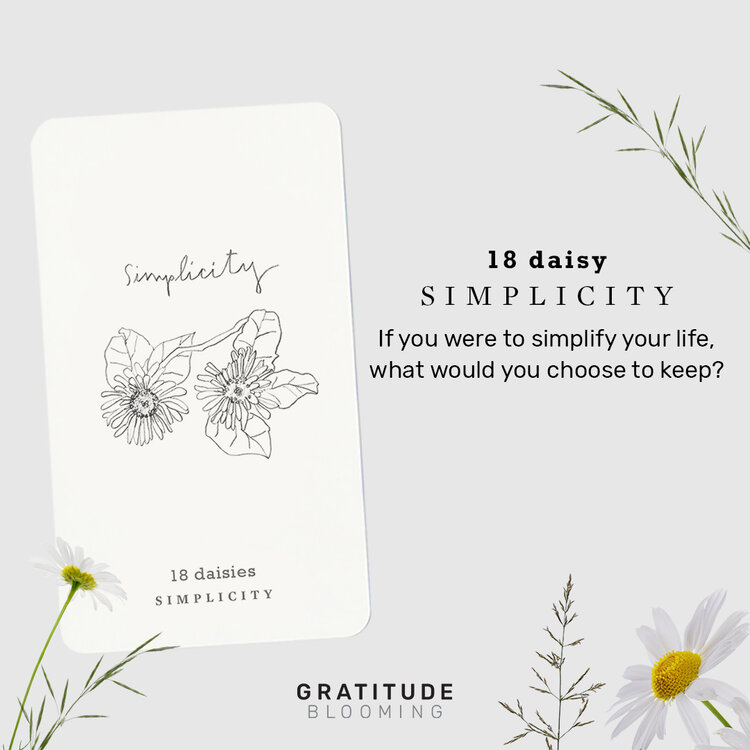 Simplicity
18 daisies
SIMPLICITY
18 daisy
SIMPLICITY
If you were to simplify your life,
what would you choose to keep?
GRATITUDE
BLOOMING